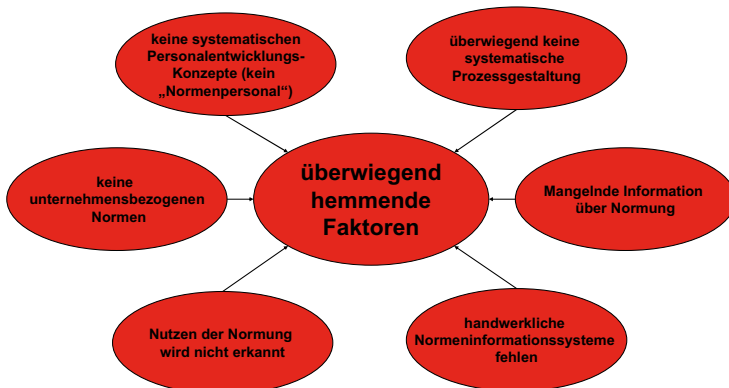 keine systematischen
Personalentwicklungs-
Konzepte (kein
„Normenpersonal“)
überwiegend keine
systematische
Prozessgestaltung
keine
unternehmensbezogenen
Normen
überwiegend
hemmende
Faktoren
Mangelnde Information
über Normung
Nutzen der Normung
wird nicht erkannt
handwerkliche
Normeninformationssysteme
fehlen